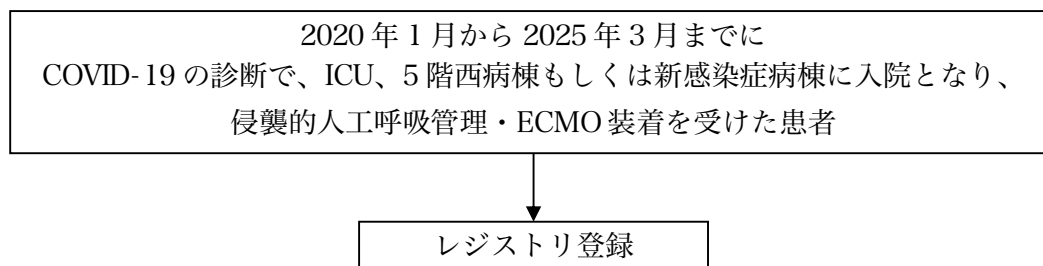 2020 年 1 月から 2025 年 3 月までに
COVID-19 の診断で、ICU、5 階西病棟もしくは新感染症病棟に入院となり、
侵襲的人工呼吸管理・ECMO 装着を受けた患者
レジストリ登録